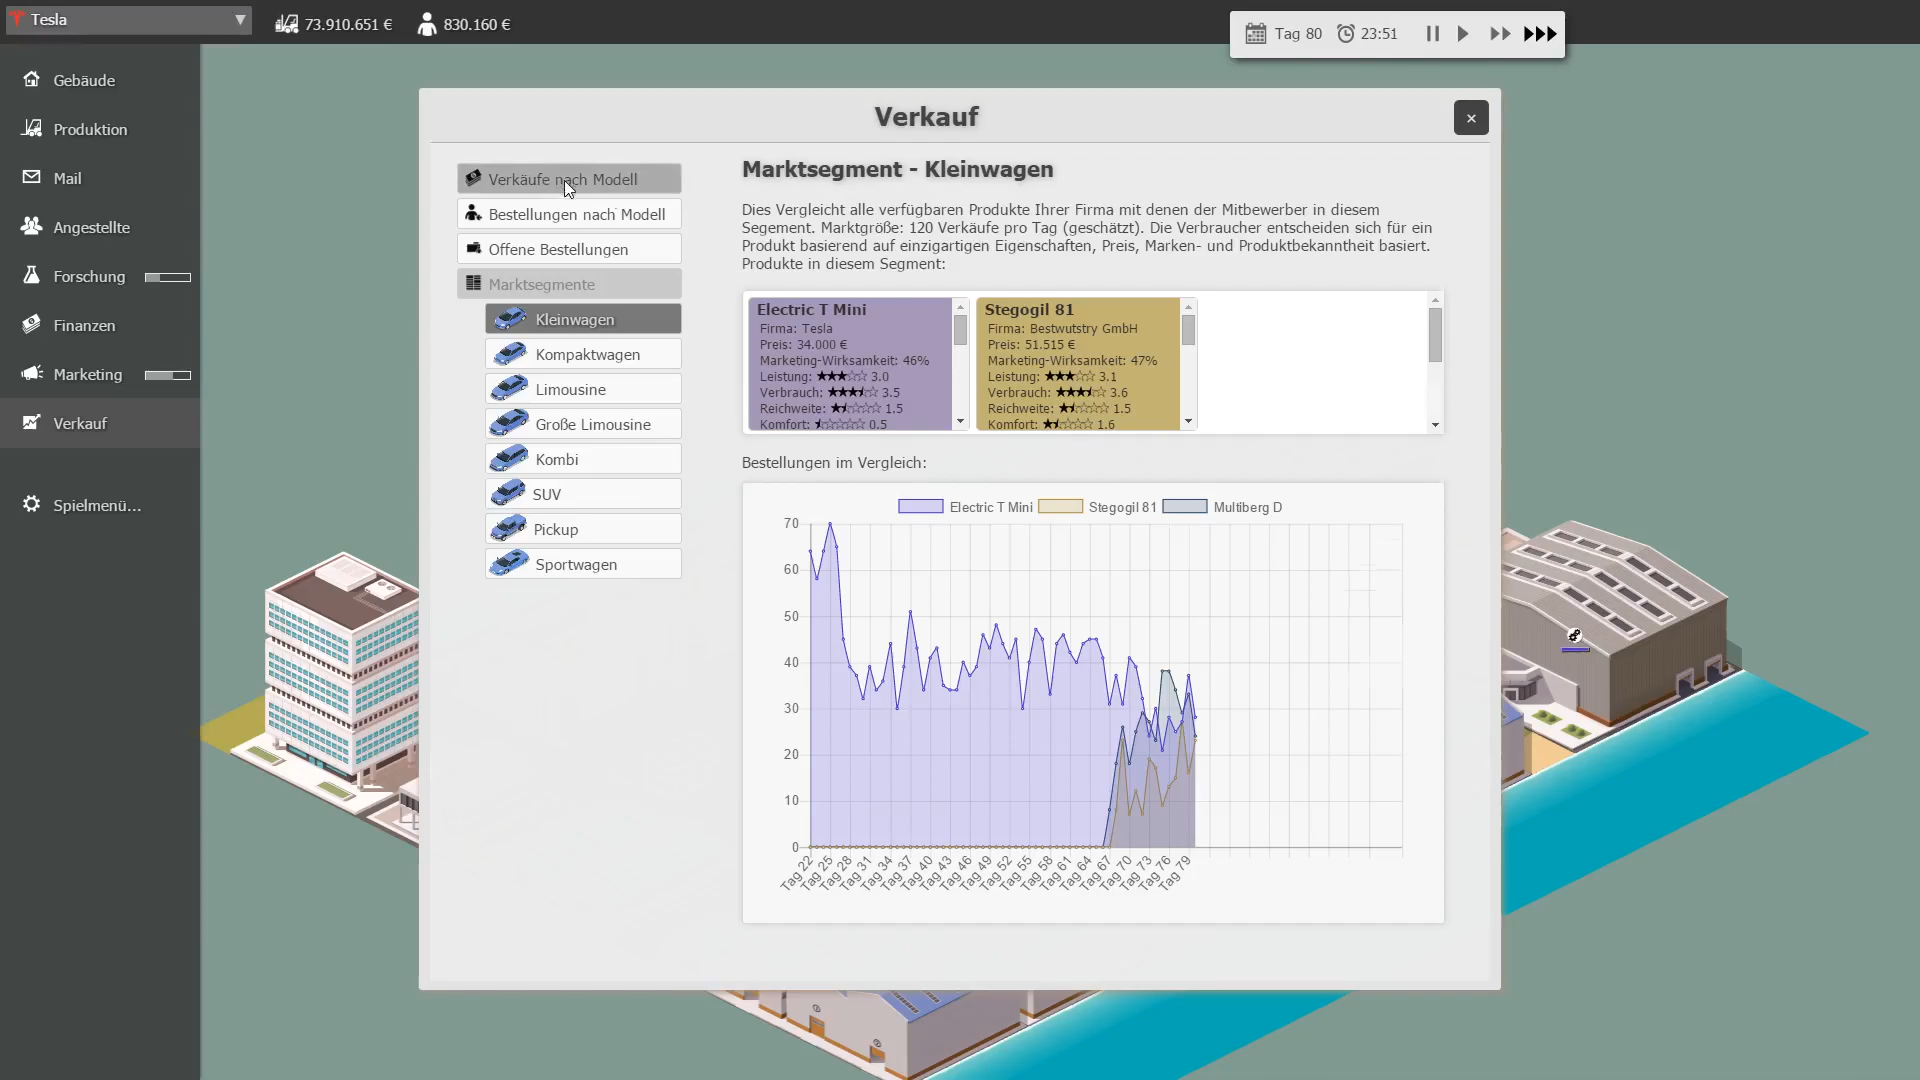 Tesla
73.910.651 €
830.160 €
Tag 80
23:51
Gebäude
Produktion
Mail
Angestellte
Forschung
Finanzen
Marketing
Verkauf
Spielmenü...
Verkauf
×
Verkäufe nach Modell
Bestellungen nach Modell
Offene Bestellungen
Marktsegmente
Kleinwagen
Kompaktwagen
Limousine
Große Limousine
Kombi
SUV
Pickup
Sportwagen
Marktsegment - Kleinwagen
Dies Vergleicht alle verfügbaren Produkte Ihrer Firma mit denen der Mitbewerber in diesem
Segement. Marktgröße: 120 Verkäufe pro Tag (geschätzt). Die Verbraucher entscheiden sich für ein
Produkt basierend auf einzigartigen Eigenschaften, Preis, Marken- und Produktbekanntheit basiert.
Produkte in diesem Segment:
Electric T Mini
Firma: Tesla
Preis: 34.000 €
Marketing-Wirksamkeit: 46%
Leistung: 3.0
Verbrauch: 3.5
Reichweite: 1.5
Komfort: 0.5
Stegogil 81
Firma: Bestwutstry GmbH
Preis: 51.515 €
Marketing-Wirksamkeit: 47%
Leistung: 3.1
Verbrauch: 3.6
Reichweite: 1.5
Komfort: 1.6
Bestellungen im Vergleich:
Electric T Mini Stegogil 81 Multiberg D
70
60
50
40
30
20
10
0
Tag 22 Tag 25 Tag 28 Tag 31 Tag 34 Tag 37 Tag 40 Tag 43 Tag 46 Tag 49 Tag 52 Tag 55 Tag 58 Tag 61 Tag 64 Tag 67 Tag 70 Tag 73 Tag 76 Tag 79